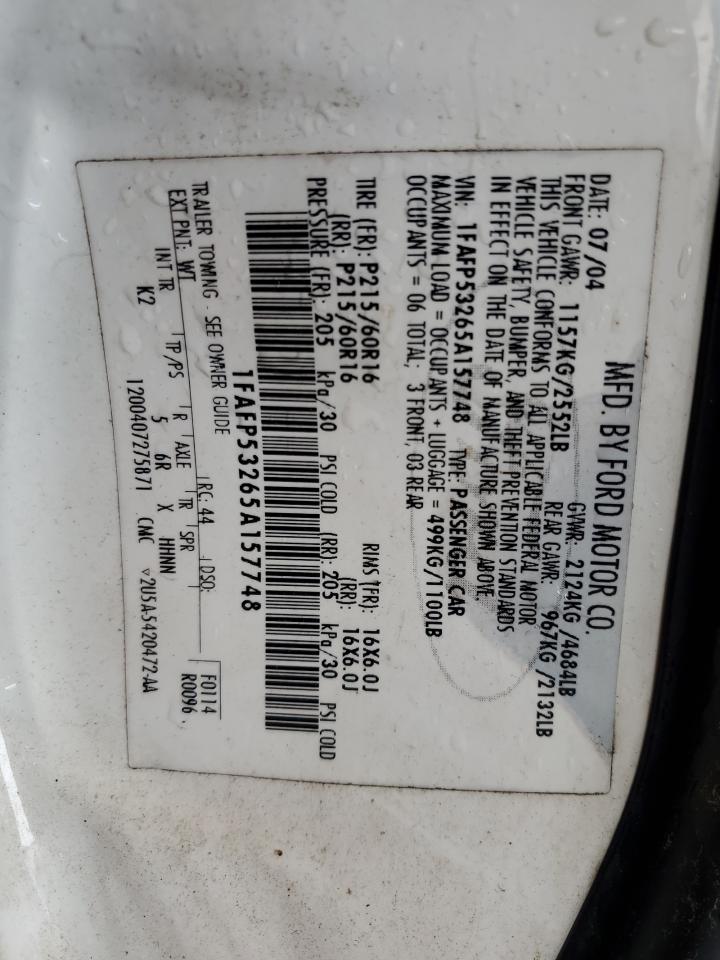 MFD. BY FORD MOTOR CO.
DATE: 07/04 GVWR: 2124KG /4684LB
FRONT GAWR: 1157KG/2552LB REAR GAWR: 967KG /2132LB
THIS VEHICLE CONFORMS TO ALL APPLICABLE FEDERAL MOTOR
VEHICLE SAFETY, BUMPER, AND THEFT PREVENTION STANDARDS
IN EFFECT ON THE DATE OF MANUFACTURE SHOWN ABOVE.
VIN: 1FAFP53265A157748 TYPE: PASSENGER CAR
MAXIMUM LOAD = OCCUPANTS + LUGGAGE = 499KG/1100LB
OCCUPANTS = 06 TOTAL; 3 FRONT, 03 REAR
TIRE (FR): P215/60R16 RIMS (FR): 16X6.0J
(RR): P215/60R16 (RR): 16X6.0J
PRESSURE (FR): 205 kPa/30 PSI COLD (RR): 205 kPa/30 PSI COLD
1FAFP53265A157748
TRAILER TOWING - SEE OWNER GUIDE
EXT PNT: WT RC: 44 DSO: F0114
INT TR TP/PS R AXLE TR SPR R0096
K2 5 6R X HHNN
1200407275871 CMC ▽2U5A-5420472-AA